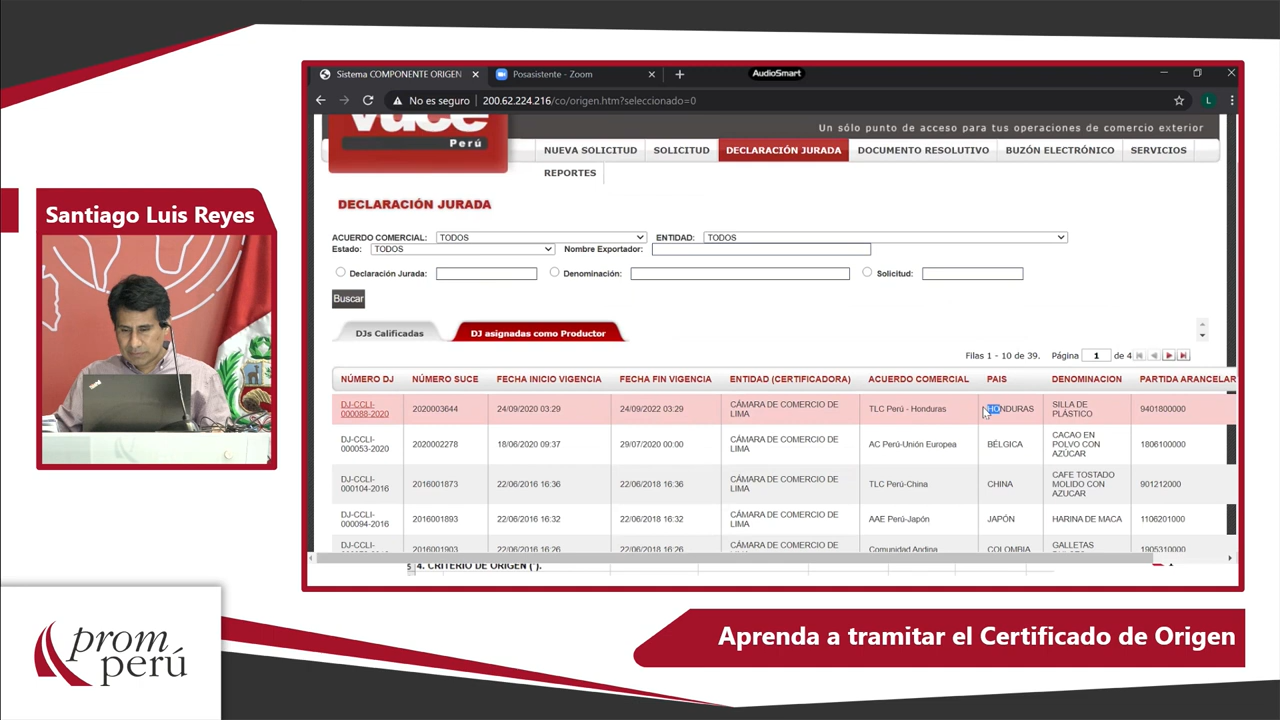 Sistema COMPONENTE ORIGEN
Posasistente - Zoom
AudioSmart
No es seguro
200.62.224.216/co/origen.htm?seleccionado=0
L
vuce
Perú
Un sólo punto de acceso para tus operaciones de comercio exterior
NUEVA SOLICITUD SOLICITUD DECLARACIÓN JURADA DOCUMENTO RESOLUTIVO BUZÓN ELECTRÓNICO SERVICIOS
REPORTES
DECLARACIÓN JURADA
ACUERDO COMERCIAL: TODOS ENTIDAD: TODOS
Estado: TODOS Nombre Exportador:
Declaración Jurada: Denominación: Solicitud:
Buscar
DJs Calificadas DJ asignadas como Productor
Filas 1 - 10 de 39. Página 1 de 4
NÚMERO DJ NÚMERO SUCE FECHA INICIO VIGENCIA FECHA FIN VIGENCIA ENTIDAD (CERTIFICADORA) ACUERDO COMERCIAL PAIS DENOMINACION PARTIDA ARANCELAR
DJ-CCLI-
000088-2020
2020003644
24/09/2020 03:29
24/09/2022 03:29
CÁMARA DE COMERCIO DE
LIMA
TLC Perú - Honduras
HONDURAS
SILLA DE
PLÁSTICO
9401800000
DJ-CCLI-
000053-2020
2020002278
18/06/2020 09:37
29/07/2020 00:00
CÁMARA DE COMERCIO DE
LIMA
AC Perú-Unión Europea
BÉLGICA
CACAO EN
POLVO CON
AZÚCAR
1806100000
DJ-CCLI-
000104-2016
2016001873
22/06/2016 16:36
22/06/2018 16:36
CÁMARA DE COMERCIO DE
LIMA
TLC Perú-China
CHINA
CAFE TOSTADO
MOLIDO CON
AZUCAR
901212000
DJ-CCLI-
000094-2016
2016001893
22/06/2016 16:32
22/06/2018 16:32
CÁMARA DE COMERCIO DE
LIMA
AAE Perú-Japón
JAPÓN
HARINA DE MACA
1106201000
DJ-CCLI-
2016001903
22/06/2016 16:26
22/06/2018 16:26
CÁMARA DE COMERCIO DE
Comunidad Andina
COLOMBIA
GALLETAS
1905310000
5 4. CRITERIO DE ORIGEN (*).
Santiago Luis Reyes
prom
perú
Aprenda a tramitar el Certificado de Origen